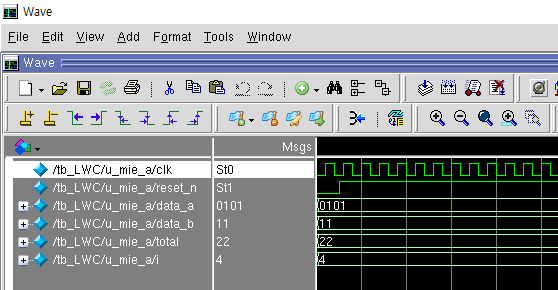 Wave
File Edit View Add Format Tools Window
Wave
Msgs
/tb_LWC/u_mie_a/clk St0
/tb_LWC/u_mie_a/reset_n St1
/tb_LWC/u_mie_a/data_a 0101 0101
/tb_LWC/u_mie_a/data_b 11 11
/tb_LWC/u_mie_a/total 22 22
/tb_LWC/u_mie_a/i 4 4